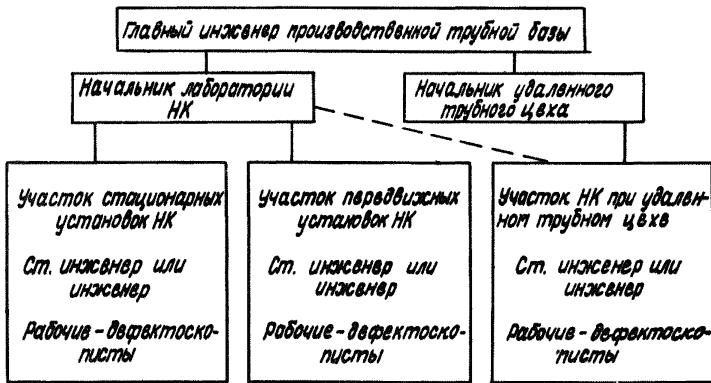 Главный инженер производственной трубной базы
Начальник лаборатории
НК
Начальник удаленного
трубного цеха
Участок стационарных
установок НК
Ст. инженер или
инженер
Рабочие-дефектоско-
писты
Участок передвижных
установок НК
Ст. инженер или
инженер
Рабочие-дефектоско-
писты
Участок НК при удален-
ном трубном цехе
Ст. инженер или
инженер
Рабочие-дефектоско-
писты